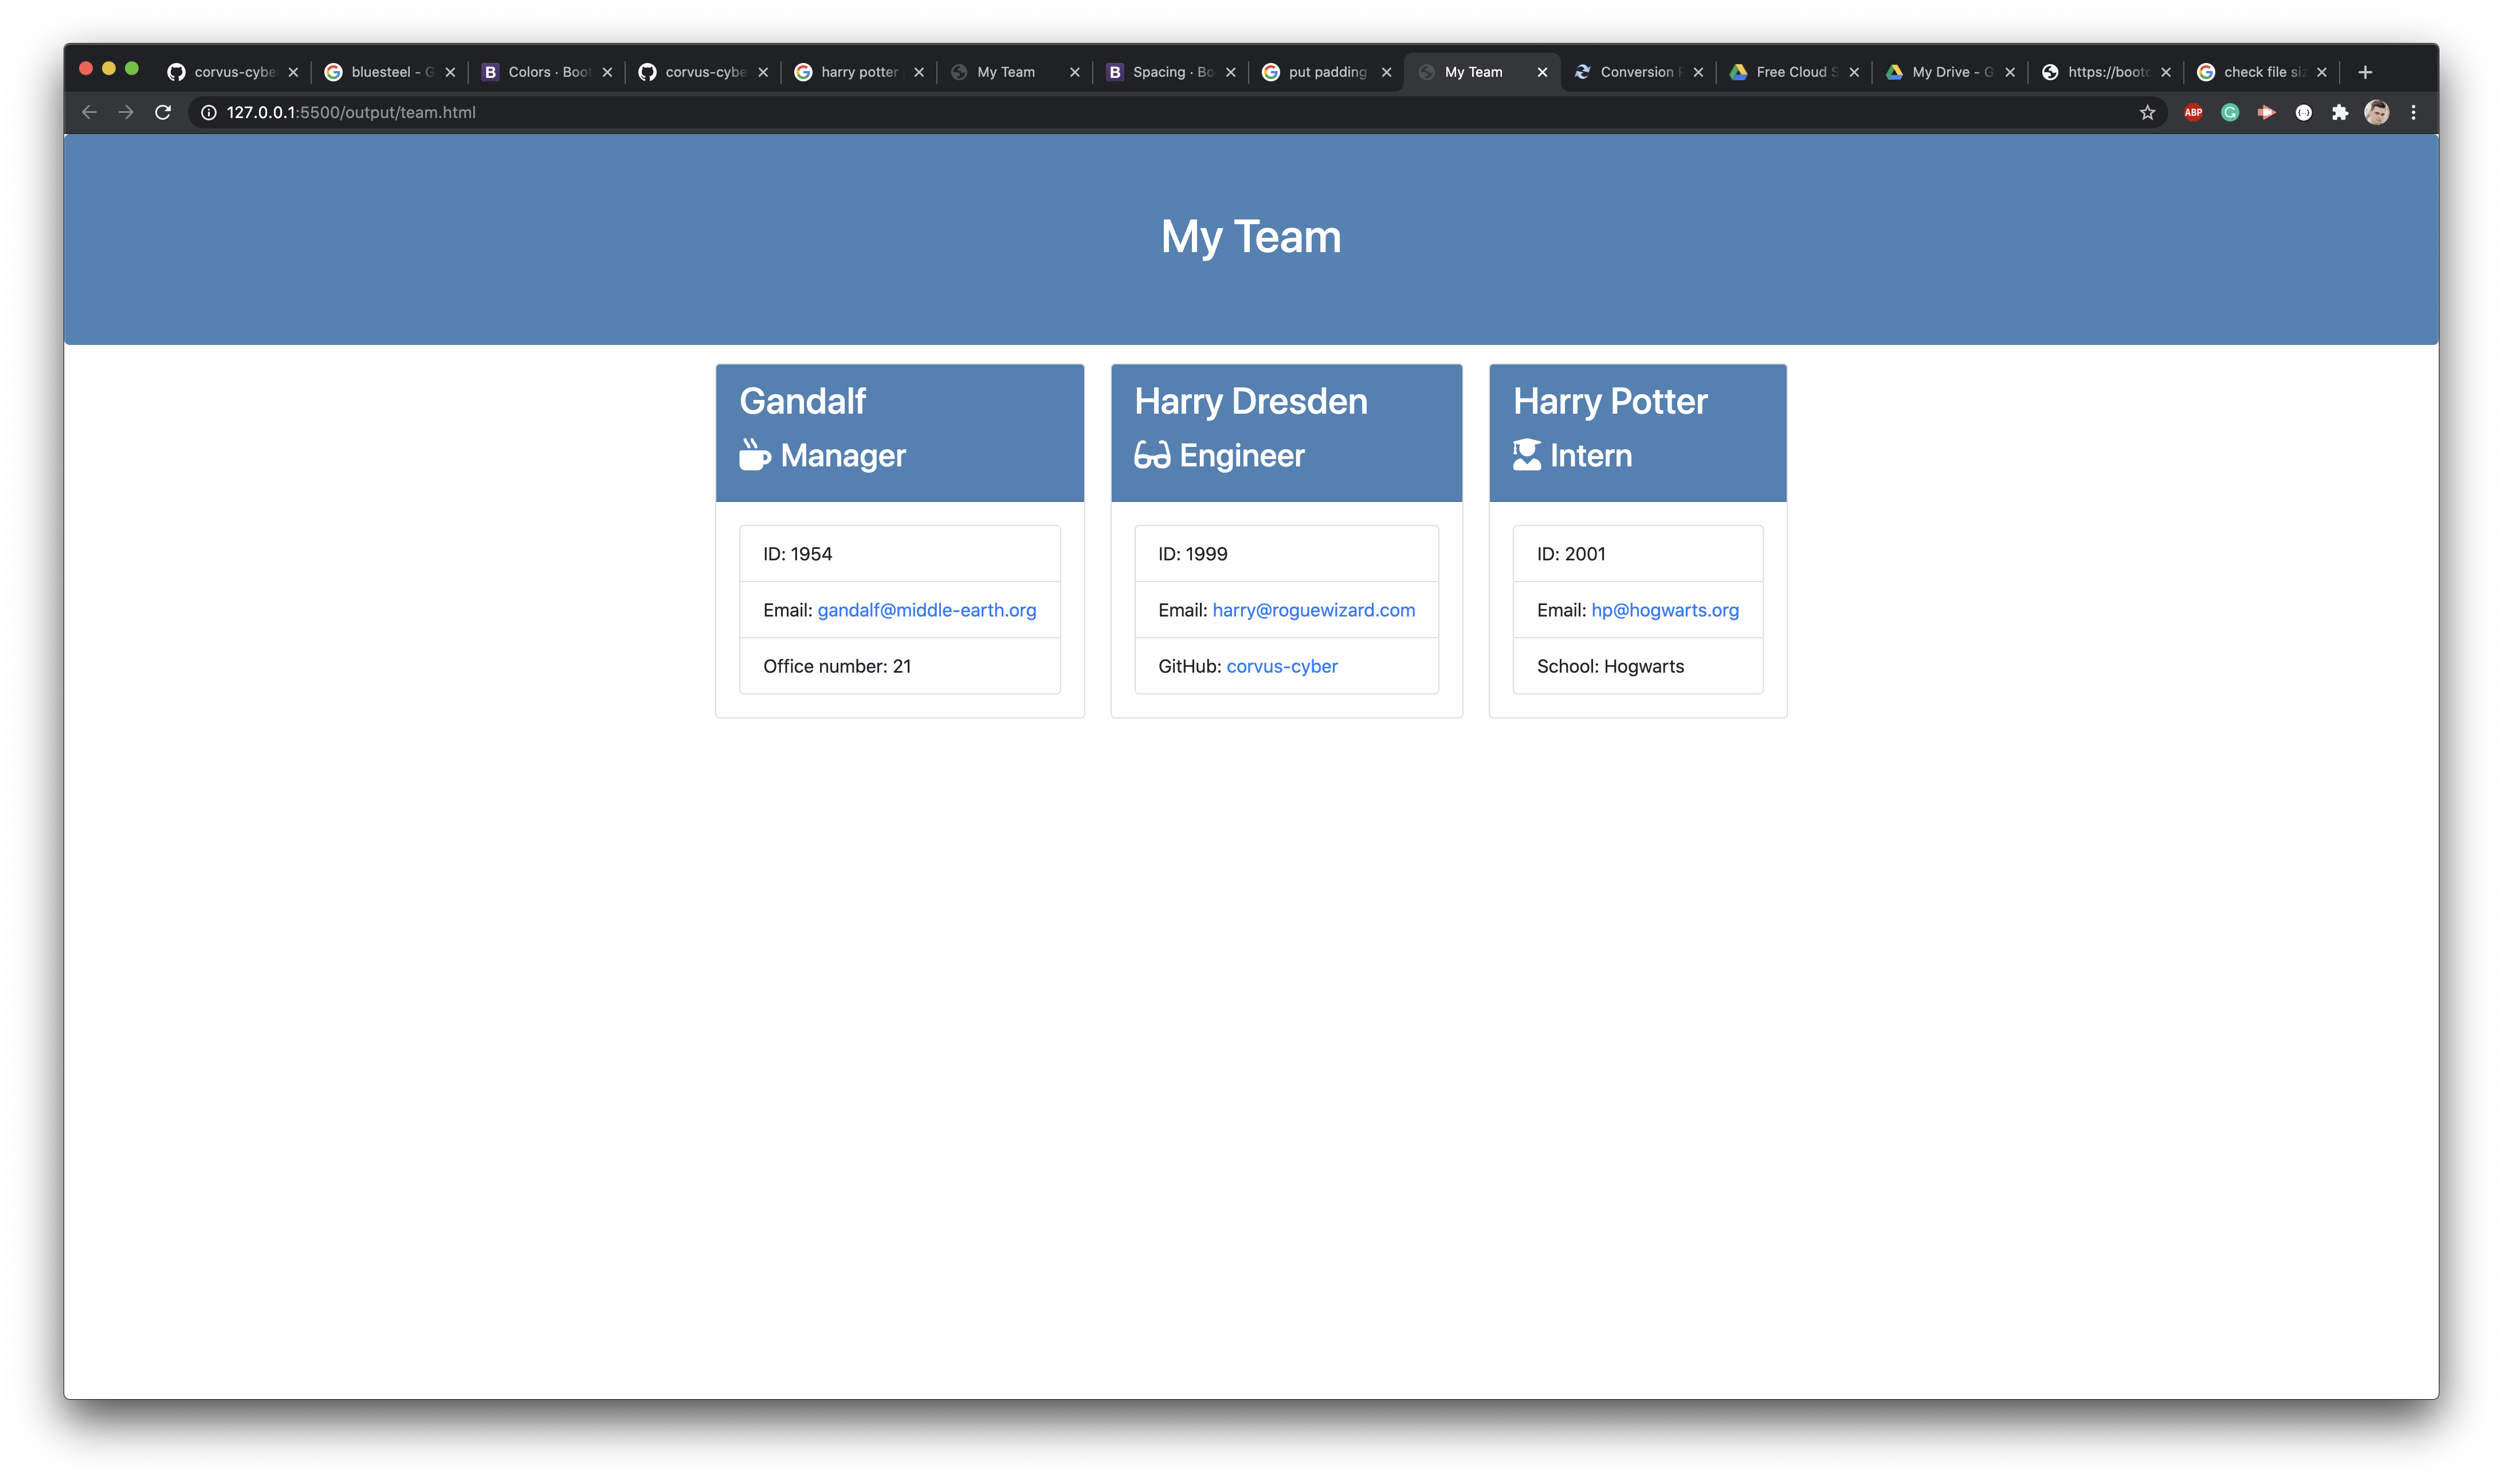 corvus-cybe bluesteel - G B Colors · Boot corvus-cybe harry potter My Team B Spacing · Bo put padding My Team Conversion Free Cloud S My Drive - G https://bootc check file siz
127.0.0.1:5500/output/team.html ABP
My Team
Gandalf
Manager
ID: 1954
Email: gandalf@middle-earth.org
Office number: 21
Harry Dresden
Engineer
ID: 1999
Email: harry@roguewizard.com
GitHub: corvus-cyber
Harry Potter
Intern
ID: 2001
Email: hp@hogwarts.org
School: Hogwarts